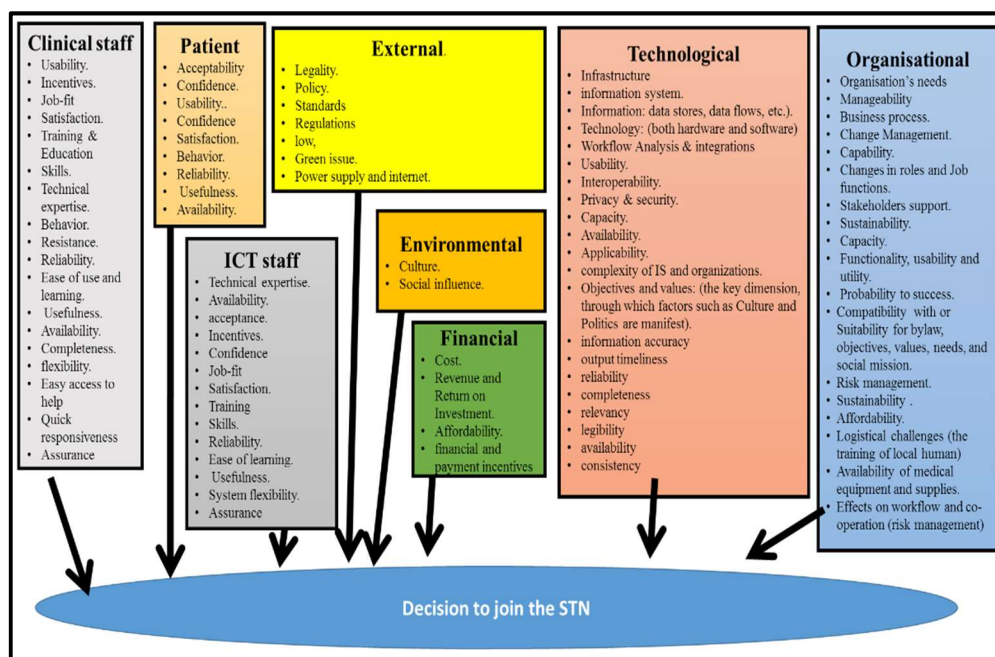 Clinical staff
• Usability.
• Incentives.
• Job-fit
• Satisfaction.
• Training &
Education
• Skills.
• Technical
expertise.
• Behavior.
• Resistance.
• Reliability.
• Ease of use and
learning.
• Usefulness.
• Availability.
• Completeness.
• flexibility.
• Easy access to
help
• Quick
responsiveness
• Assurance
Patient
• Acceptability
• Confidence.
• Usability..
• Confidence
• Satisfaction.
• Behavior.
• Reliability.
• Usefulness.
• Availability.
External.
• Legality.
• Policy.
• Standards
• Regulations
• low,
• Green issue.
• Power supply and internet.
ICT staff
• Technical expertise.
• Availability.
• acceptance.
• Incentives.
• Confidence
• Job-fit
• Satisfaction.
• Training
• Skills.
• Reliability.
• Ease of learning.
• Usefulness.
• System flexibility.
• Assurance
Environmental
• Culture.
• Social influence.
Financial
• Cost.
• Revenue and
Return on
Investment.
• Affordability.
• financial and
payment incentives
Technological
• Infrastructure
• information system.
• Information: data stores, data flows, etc.).
• Technology: (both hardware and software)
• Workflow Analysis & integrations
• Usability.
• Interoperability.
• Privacy & security.
• Capacity.
• Availability.
• Applicability.
• complexity of IS and organizations.
• Objectives and values: (the key dimension,
through which factors such as Culture and
Politics are manifest).
• information accuracy
• output timeliness
• reliability
• completeness
• relevancy
• legibility
• availability
• consistency
Organisational
• Organisation's needs
• Manageability
• Business process.
• Change Management.
• Capability.
• Changes in roles and Job
functions.
• Stakeholders support.
• Sustainability.
• Capacity.
• Functionality, usability and
utility.
• Probability to success.
• Compatibility with or
Suitability for bylaw,
objectives, values, needs, and
social mission.
• Risk management.
• Sustainability .
• Affordability.
• Logistical challenges (the
training of local human)
• Availability of medical
equipment and supplies.
• Effects on workflow and co-
operation (risk management)
Decision to join the STN